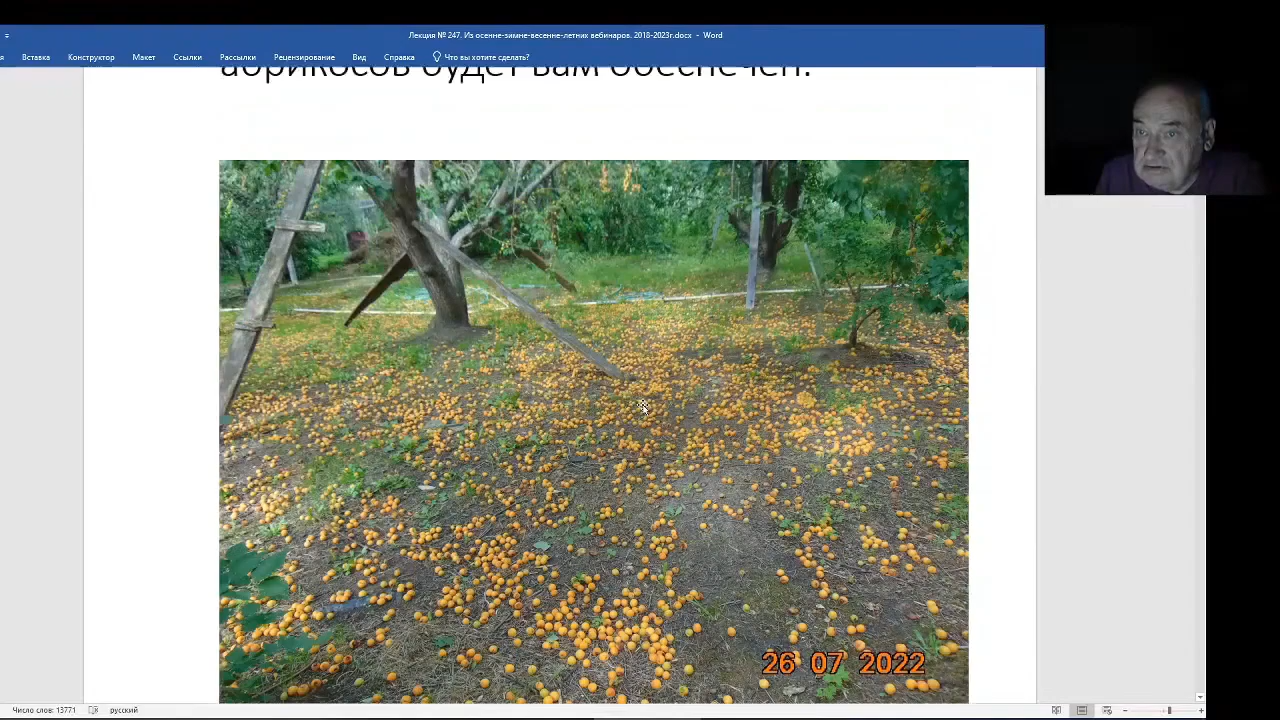 Лекция № 247. Из осенне-зимне-весенне-летних вебинаров. 2018-2023г.docx - Word
Вставка Конструктор Макет Ссылки Рассылки Рецензирование Вид Справка Что вы хотите сделать?
абрикосов будет вам обеспечен.
26 07 2022
Число слов: 13771 русский